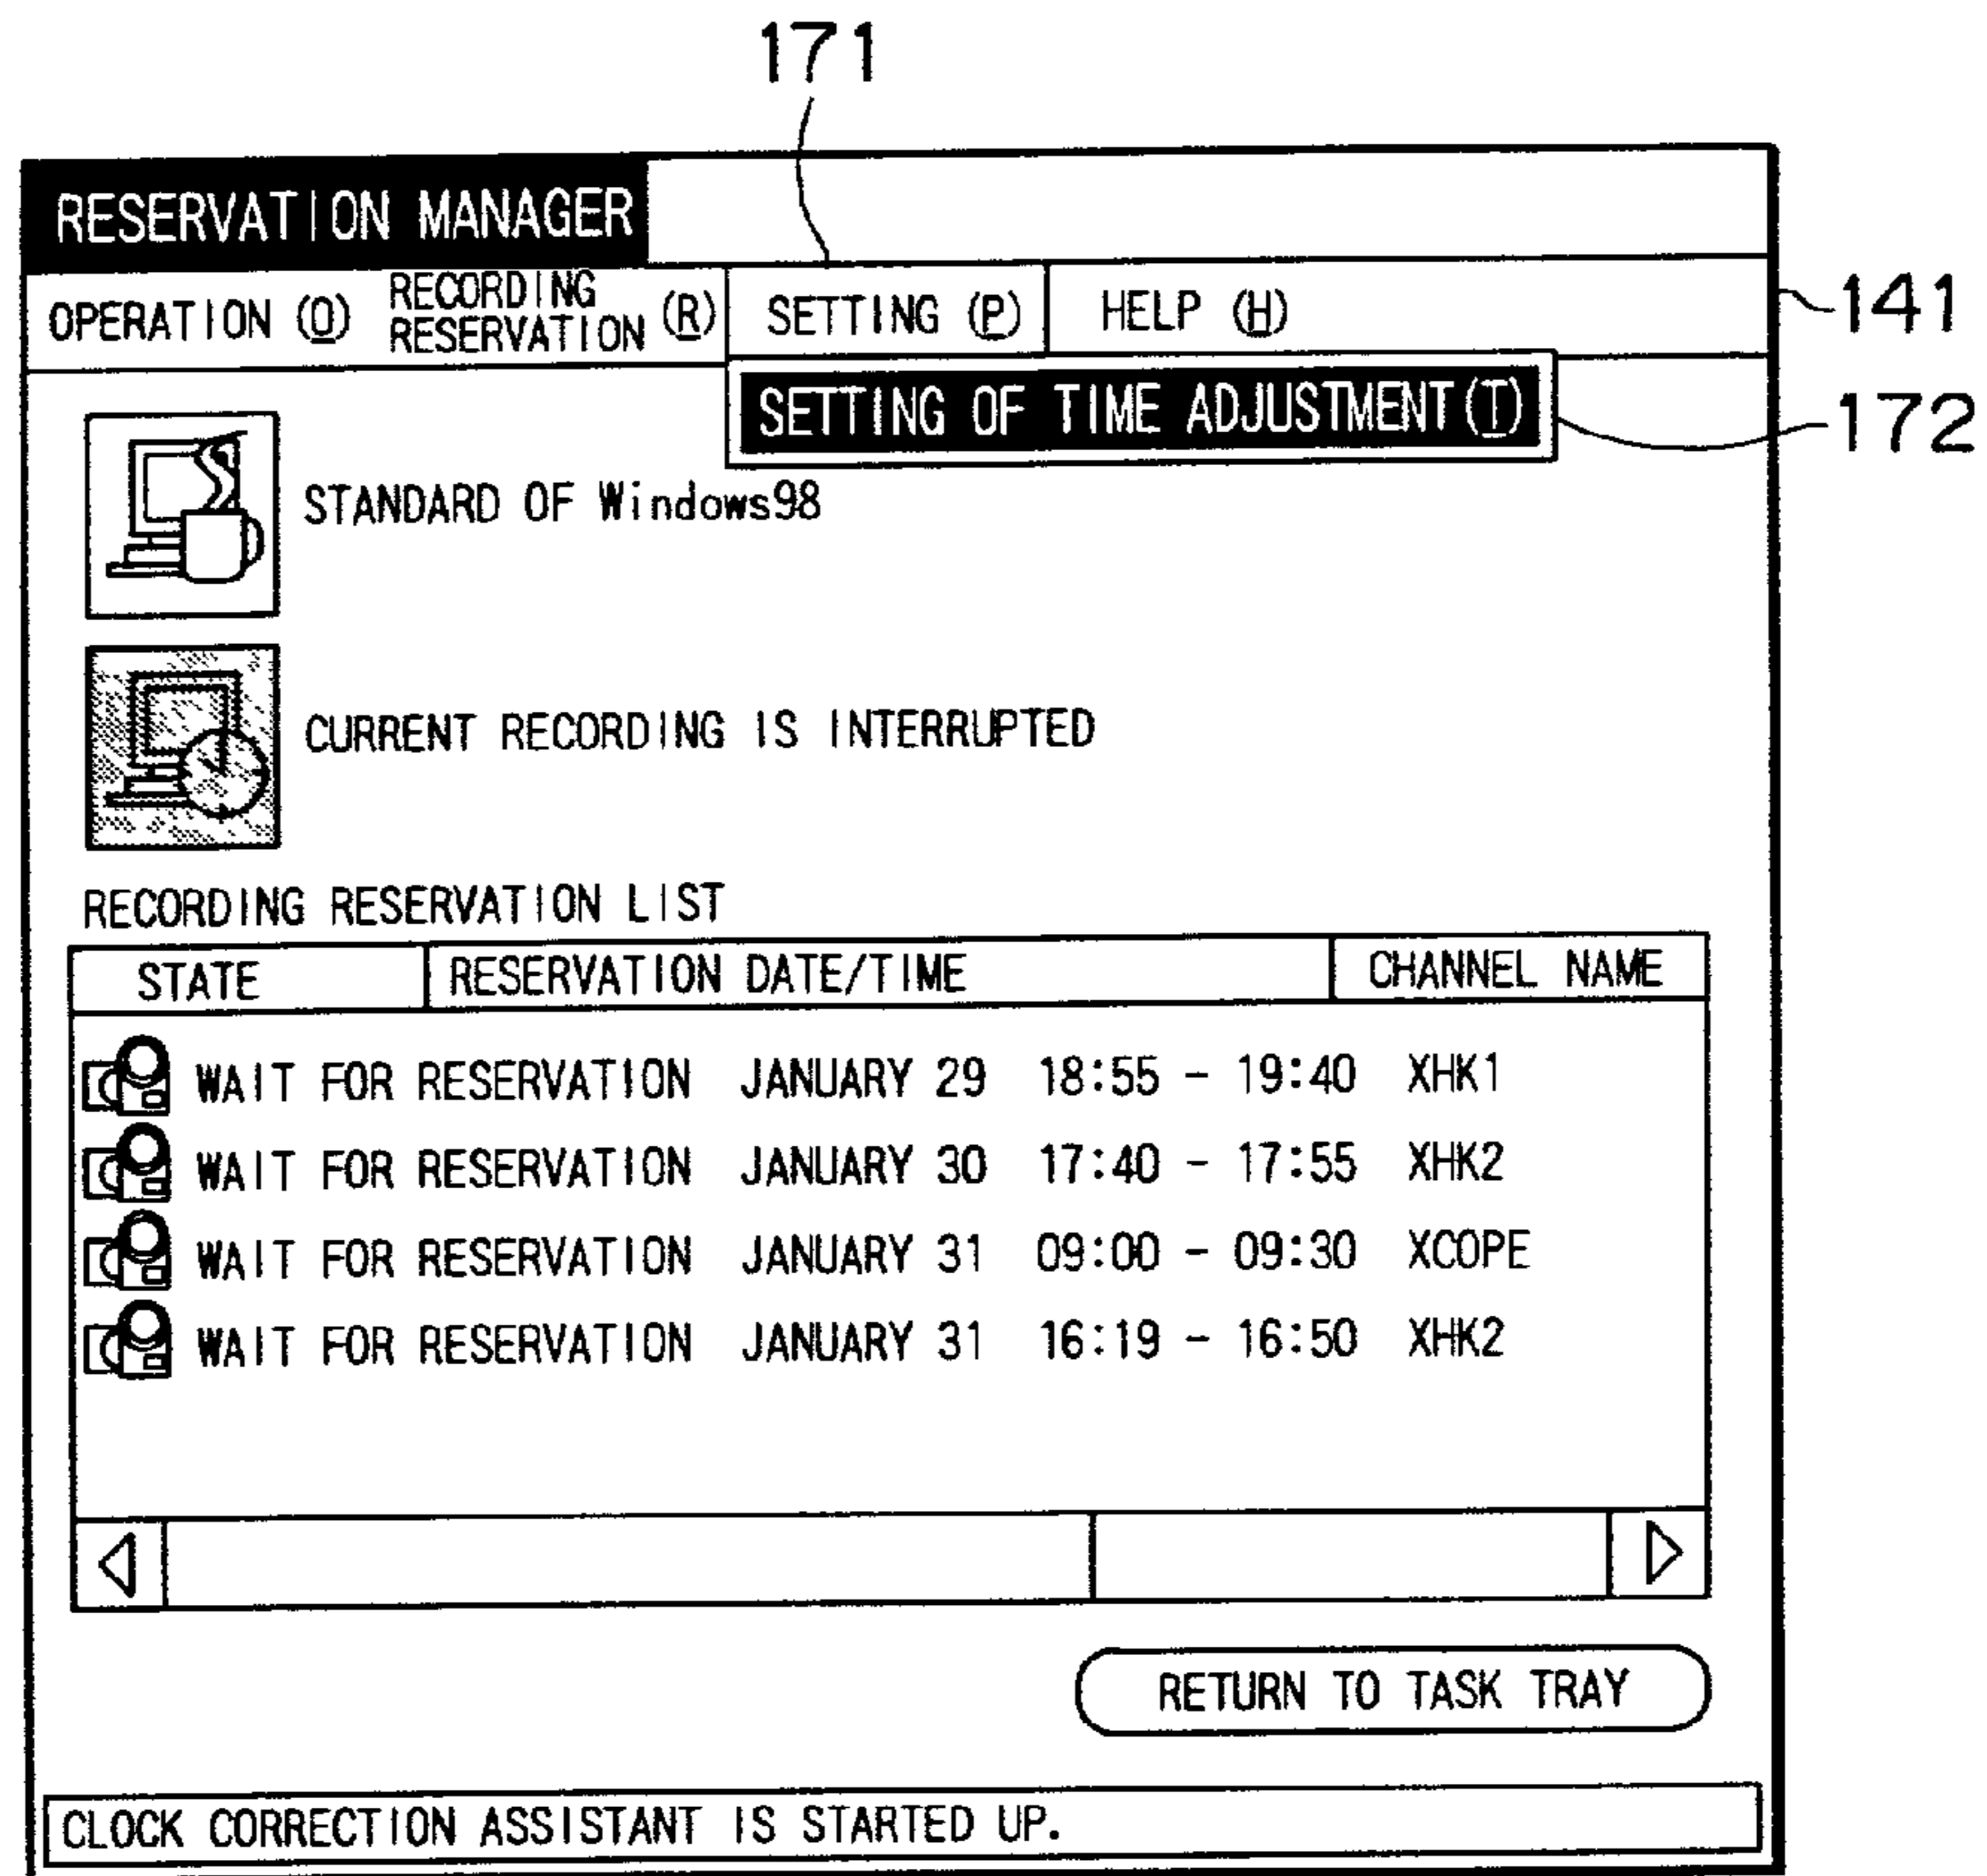 171
RESERVATION MANAGER
OPERATION (O) RECORDING RESERVATION (R) SETTING (P) HELP (H)
141
SETTING OF TIME ADJUSTMENT(T)
172
STANDARD OF Windows98
CURRENT RECORDING IS INTERRUPTED
RECORDING RESERVATION LIST
STATE RESERVATION DATE/TIME CHANNEL NAME
WAIT FOR RESERVATION JANUARY 29 18:55 - 19:40 XHK1
WAIT FOR RESERVATION JANUARY 30 17:40 - 17:55 XHK2
WAIT FOR RESERVATION JANUARY 31 09:00 - 09:30 XCOPE
WAIT FOR RESERVATION JANUARY 31 16:19 - 16:50 XHK2
RETURN TO TASK TRAY
CLOCK CORRECTION ASSISTANT IS STARTED UP.